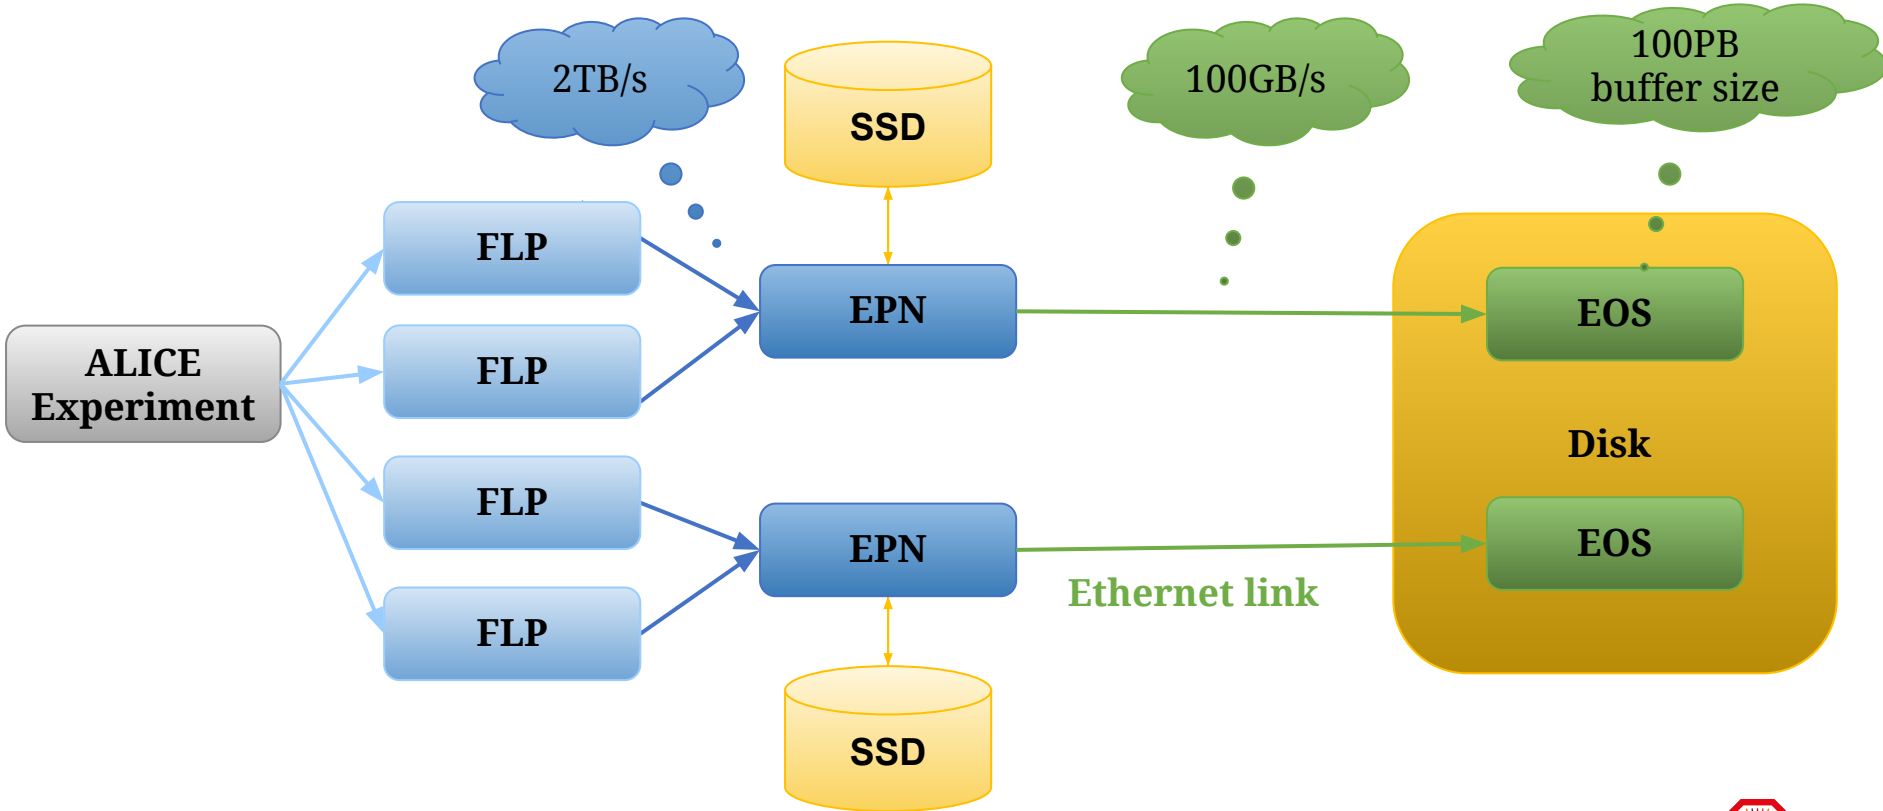 2TB/s
SSD
100GB/s
100PB
buffer size
FLP
EPN
EOS
ALICE
Experiment
FLP
Disk
FLP
EPN
EOS
Ethernet link
FLP
SSD